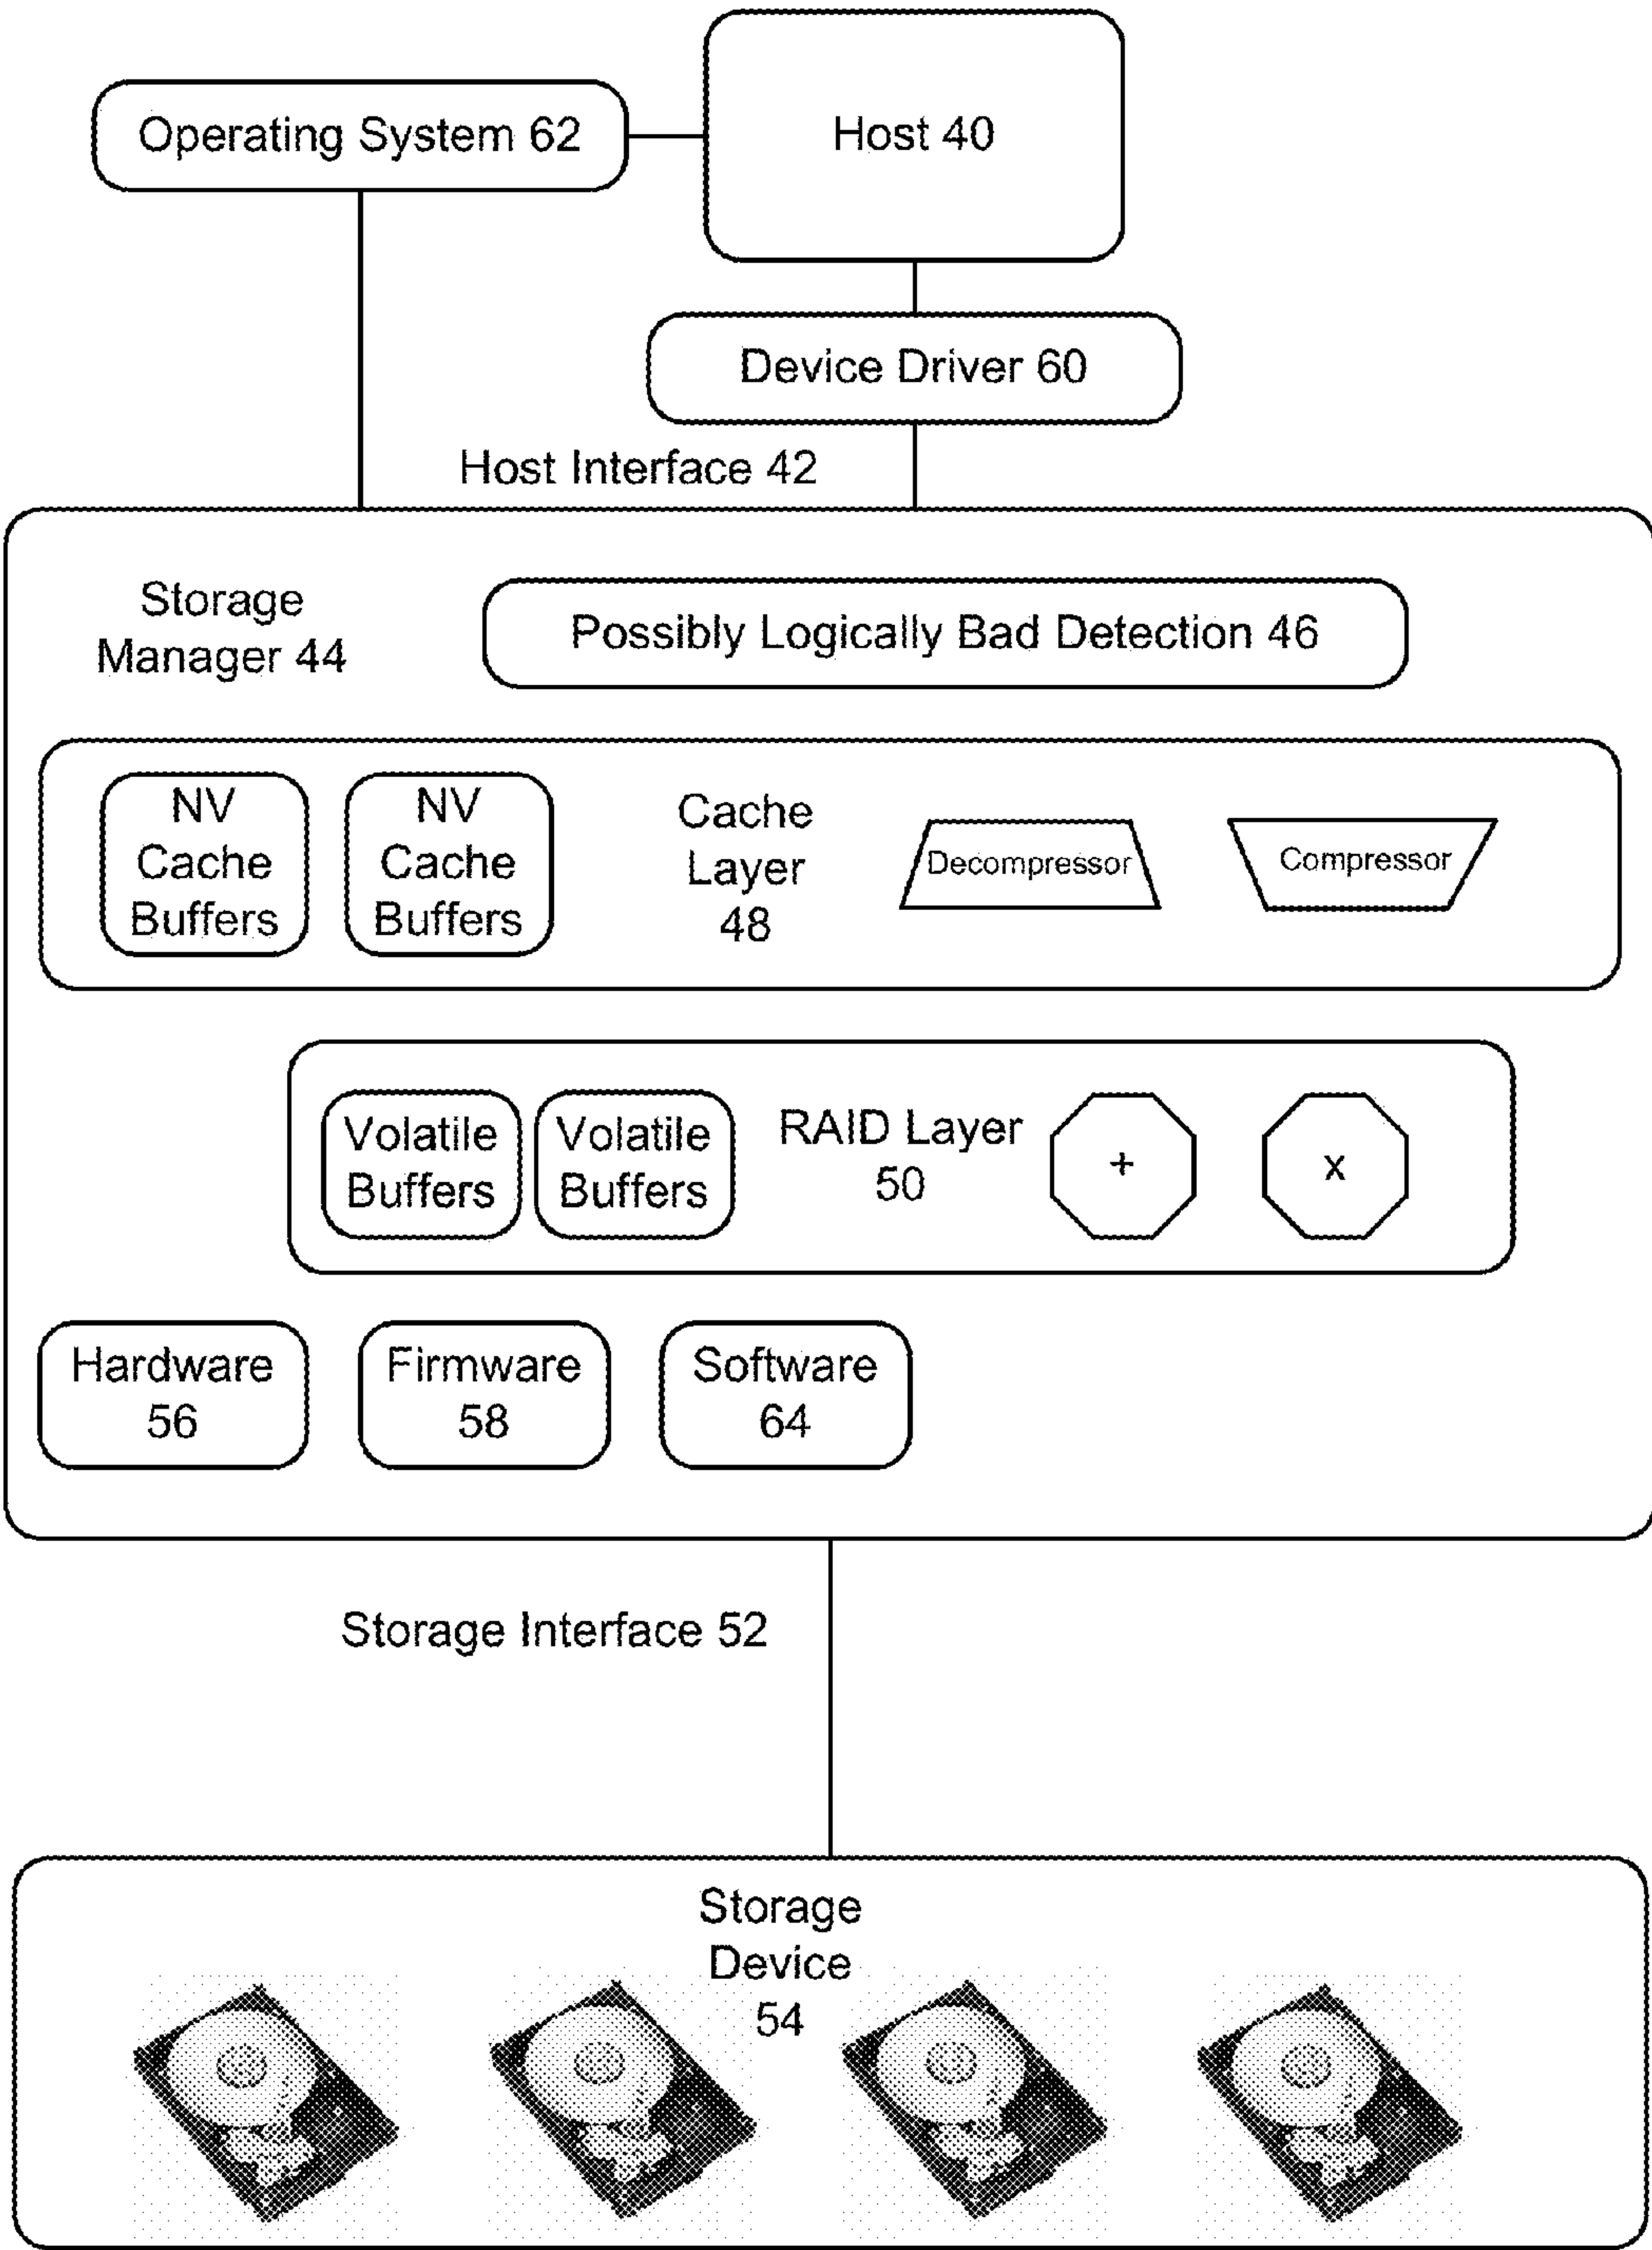 Operating System 62
Host 40
Device Driver 60
Host Interface 42
Storage
Manager 44
Possibly Logically Bad Detection 46
NV
Cache
Buffers
NV
Cache
Buffers
Cache
Layer
48
Decompressor
Compressor
Volatile
Buffers
Volatile
Buffers
RAID Layer
50
+
x
Hardware
56
Firmware
58
Software
64
Storage Interface 52
Storage
Device
54